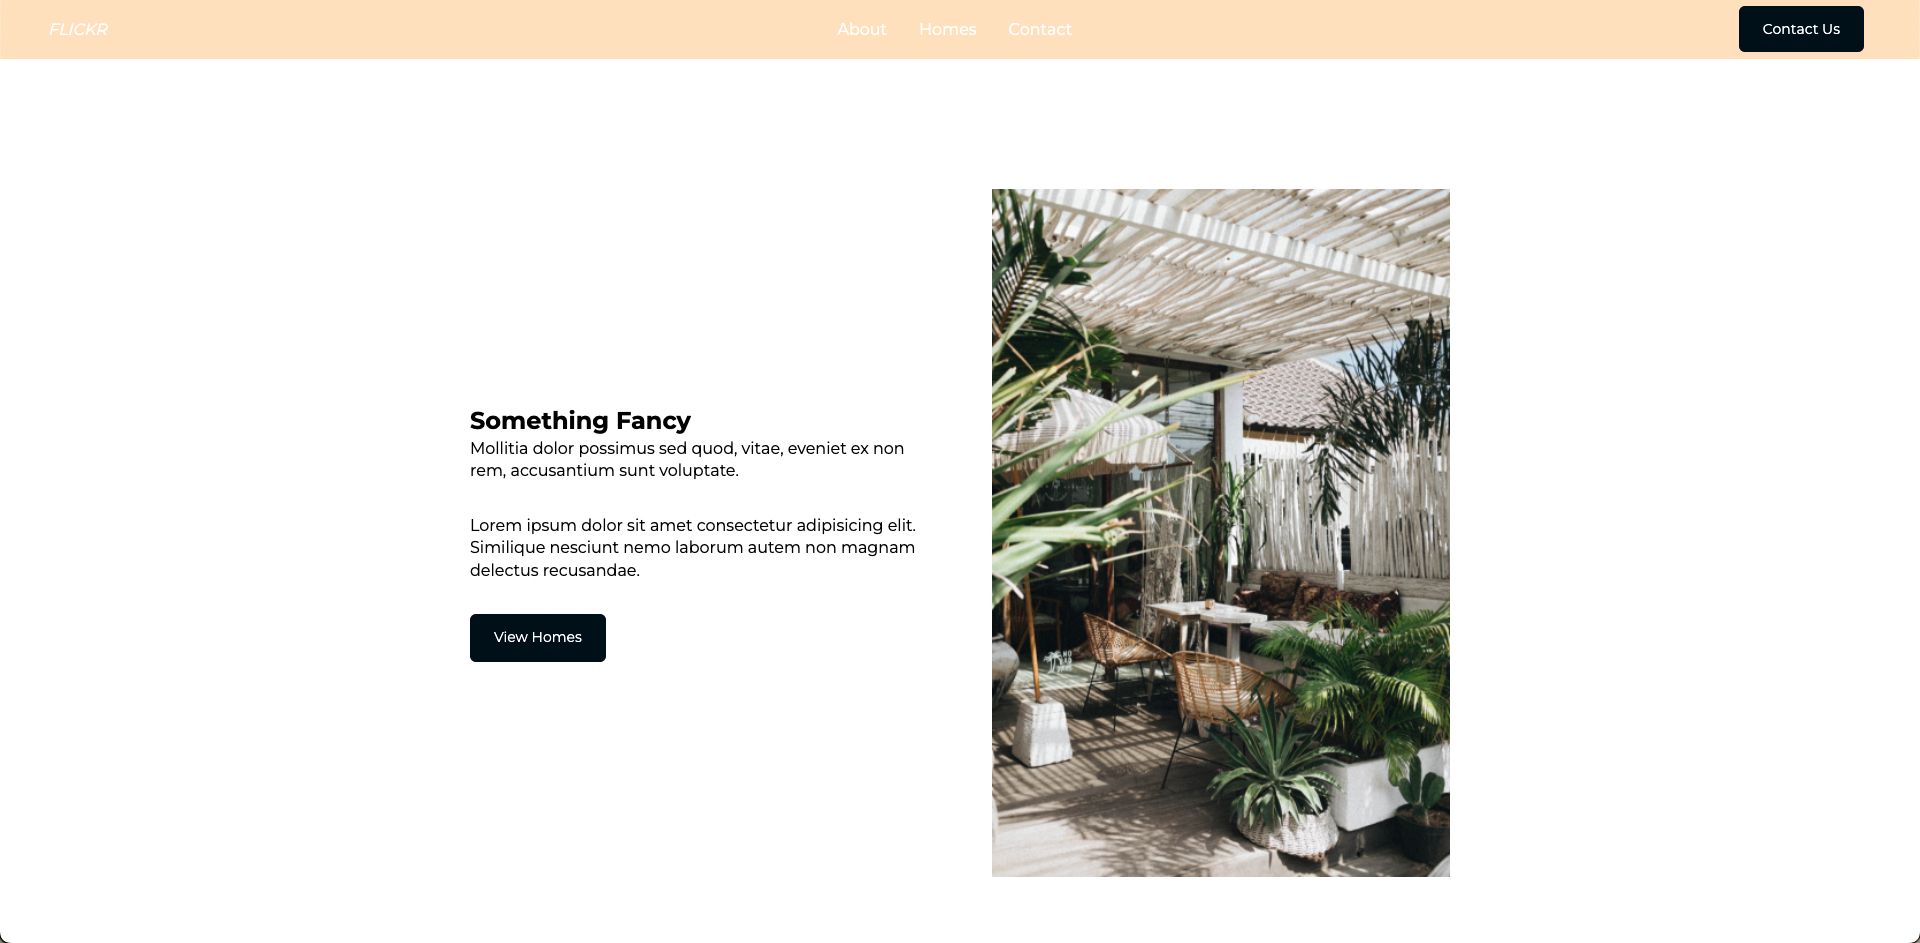 FLICKR
About Homes Contact
Contact Us
Something Fancy
Mollitia dolor possimus sed quod, vitae, eveniet ex non
rem, accusantium sunt voluptate.
Lorem ipsum dolor sit amet consectetur adipisicing elit.
Similique nesciunt nemo laborum autem non magnam
delectus recusandae.
View Homes